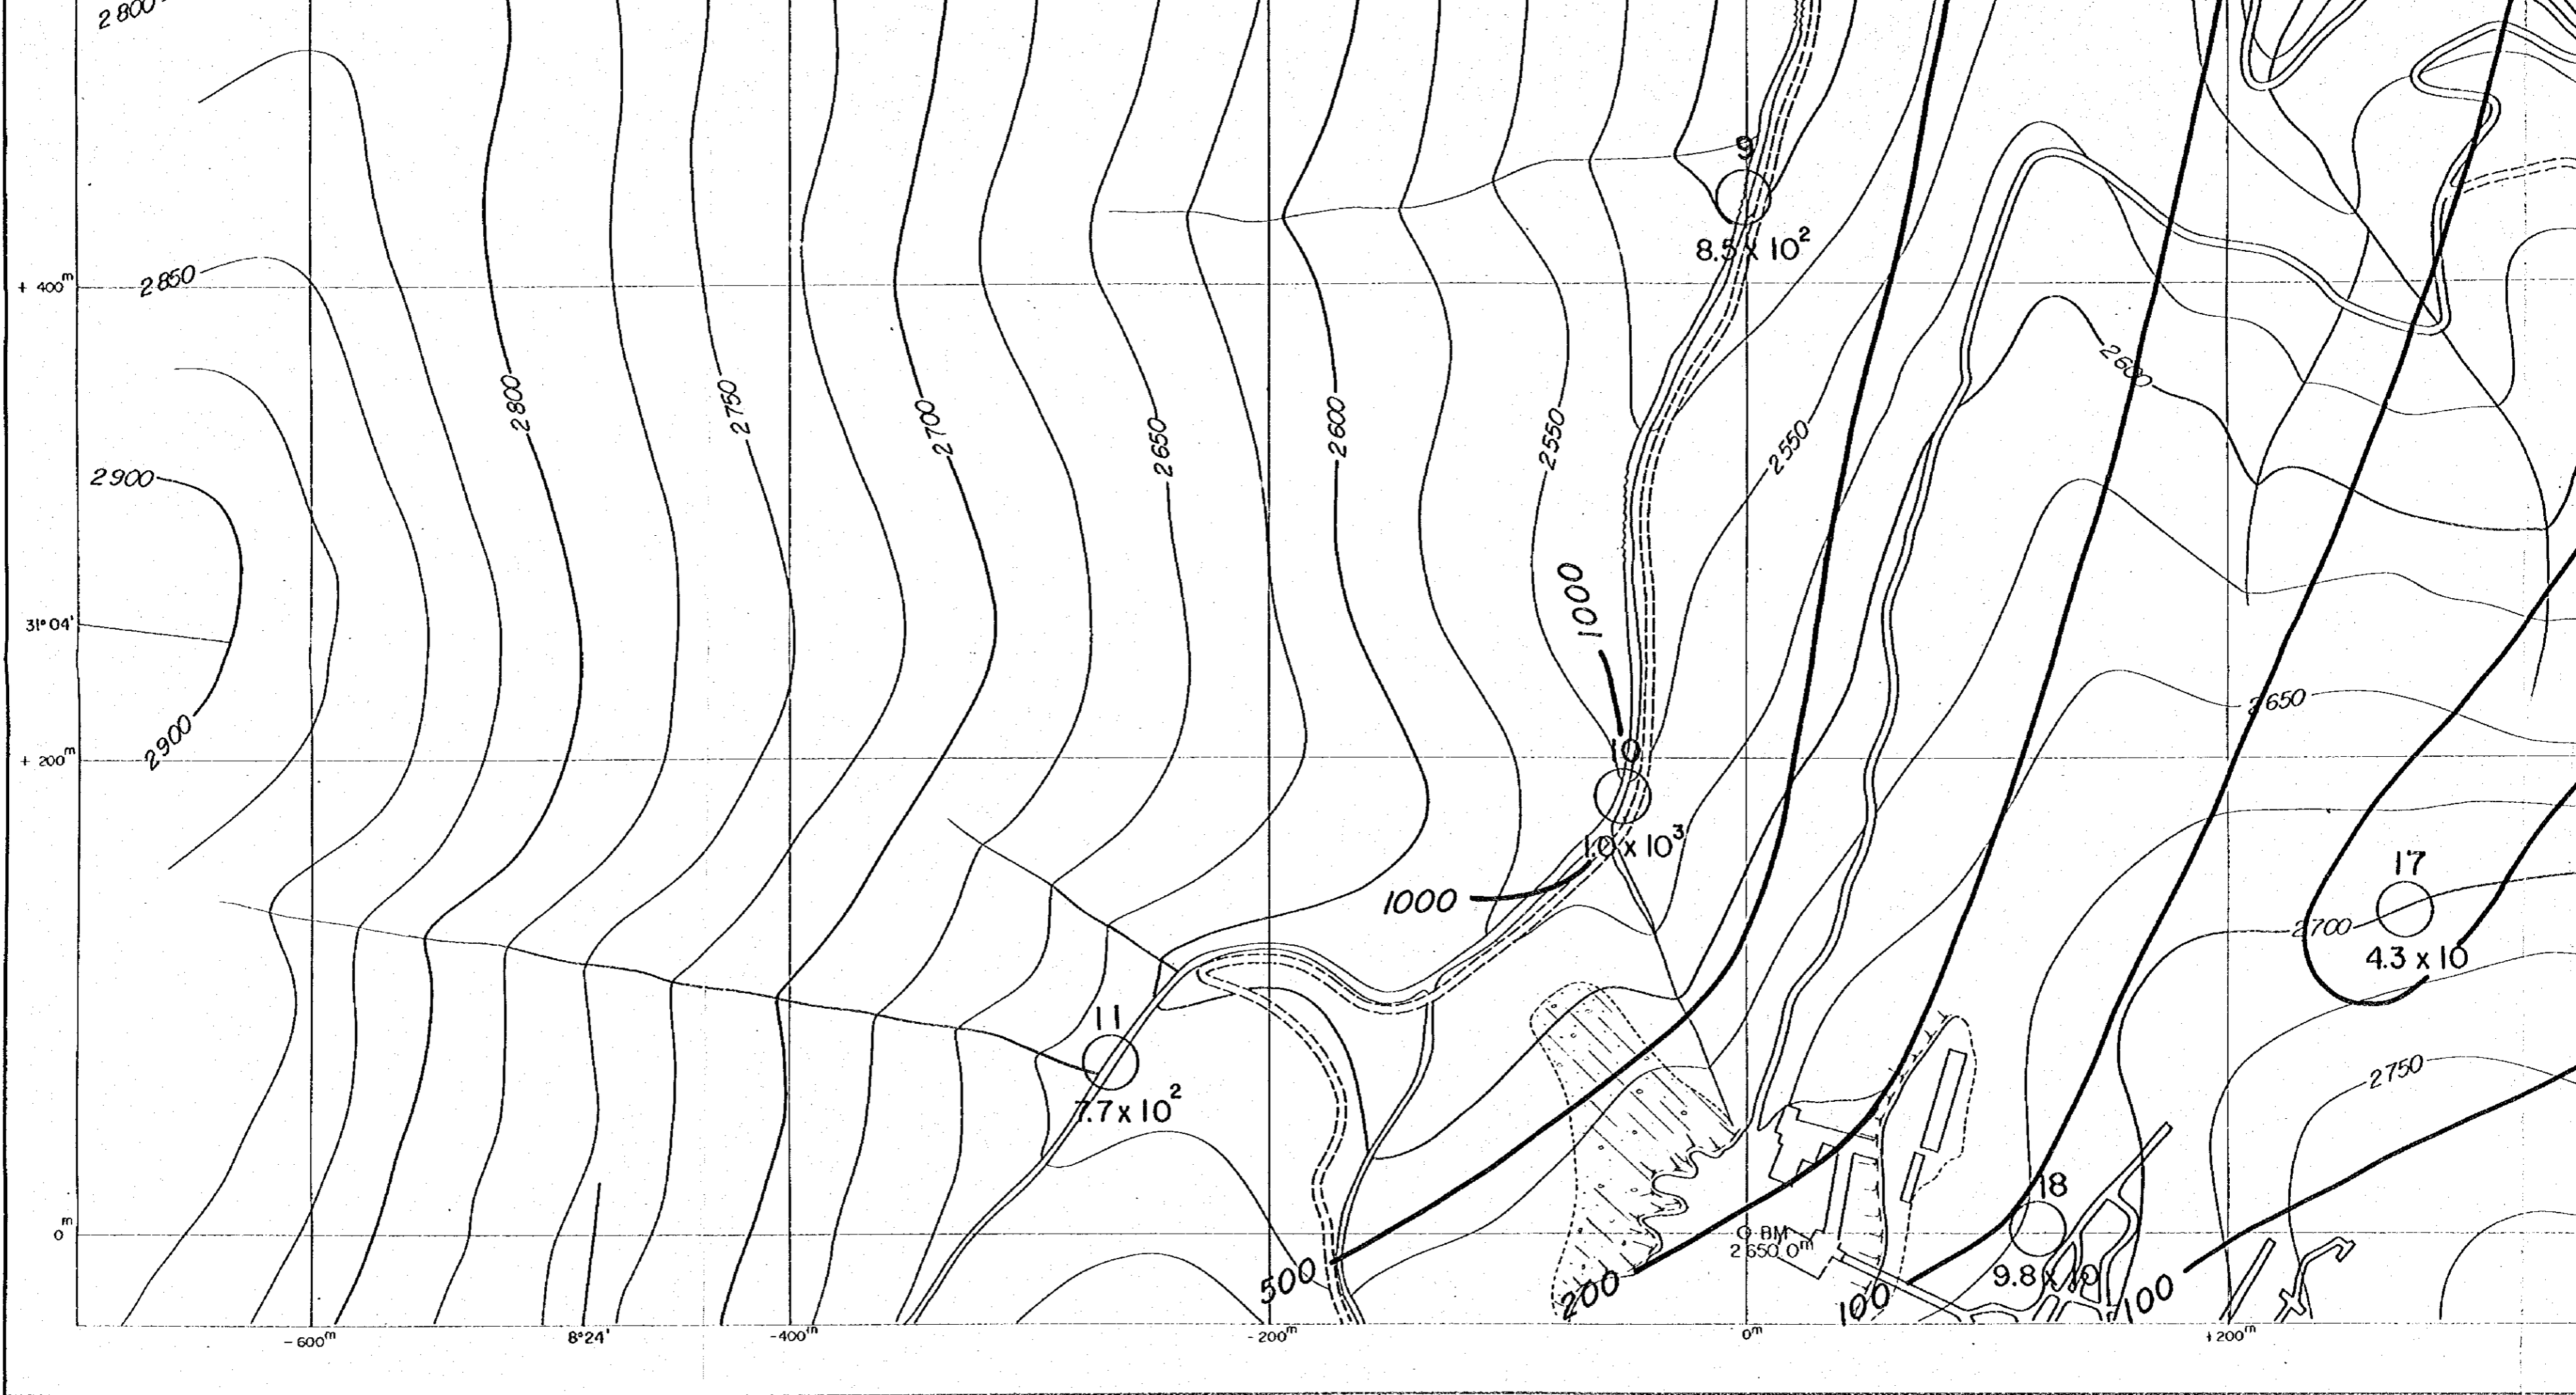 2800
9
8.5 x 10²
+ 400ᵐ
2850
2600
2800
2750
2700
2650
2600
2550
2550
2900
1000
31° 04'
2650
2900
+ 200ᵐ
10
1.0 x 10³
17
1000
2700
4.3 x 10
11
2750
7.7 x 10²
18
m
0
O BM
2650.0ᵐ
500
200
9.8 x 10
100
100
-600ᵐ
8°24'
-400ᵐ
-200ᵐ
0ᵐ
+200ᵐ